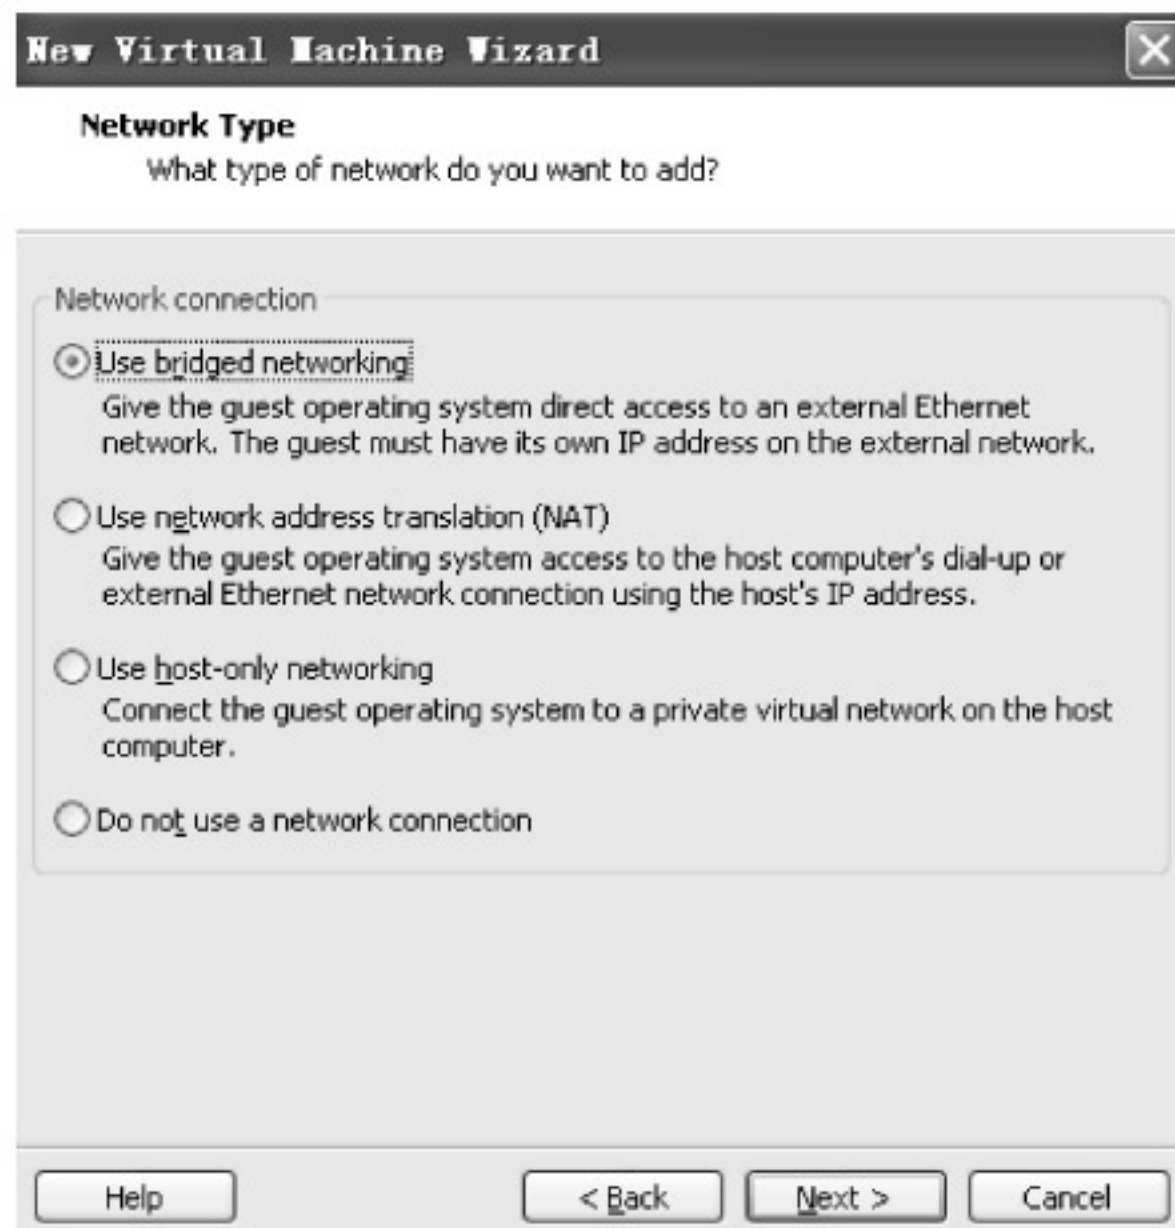 New Virtual Machine Wizard
Network Type
What type of network do you want to add?
Network connection
Use bridged networking
Give the guest operating system direct access to an external Ethernet
network. The guest must have its own IP address on the external network.
Use network address translation (NAT)
Give the guest operating system access to the host computer's dial-up or
external Ethernet network connection using the host's IP address.
Use host-only networking
Connect the guest operating system to a private virtual network on the host
computer.
Do not use a network connection
Help
< Back
Next >
Cancel